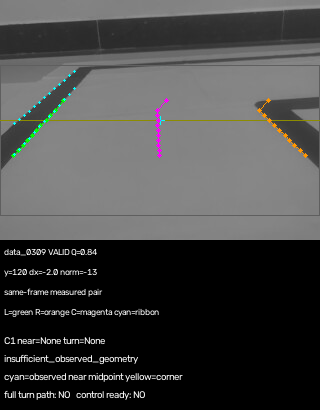 data_0309 VALID Q=0.84
y=120 dx=-2.0 norm=-13
same-frame measured pair
L=green R=orange C=magenta cyan=ribbon
C1 near=None turn=None
insufficient_observed_geometry
cyan=observed near midpoint yellow=corner
full turn path: NO control ready: NO